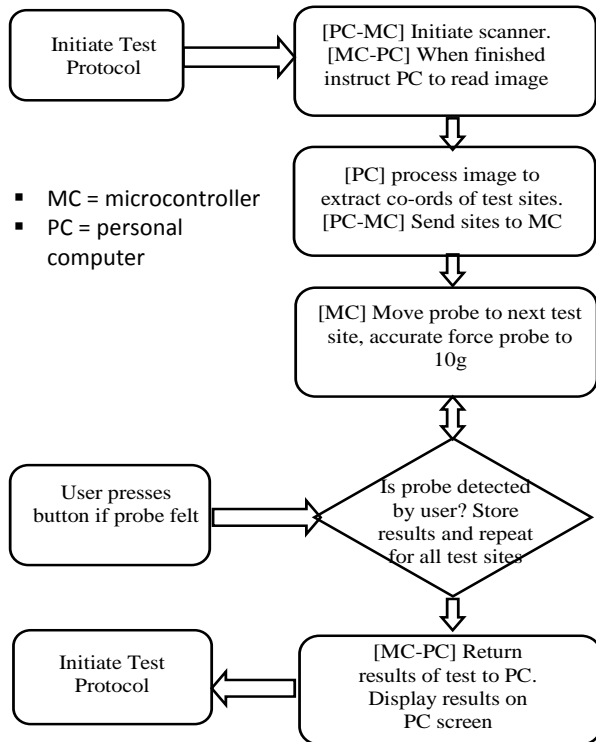 Initiate Test
Protocol
[PC-MC] Initiate scanner.
[MC-PC] When finished
instruct PC to read image
▪ MC = microcontroller
▪ PC = personal
computer
[PC] process image to
extract co-ords of test sites.
[PC-MC] Send sites to MC
[MC] Move probe to next test
site, accurate force probe to
10g
User presses
button if probe felt
Is probe detected
by user? Store
results and repeat
for all test sites
Initiate Test
Protocol
[MC-PC] Return
results of test to PC.
Display results on
PC screen